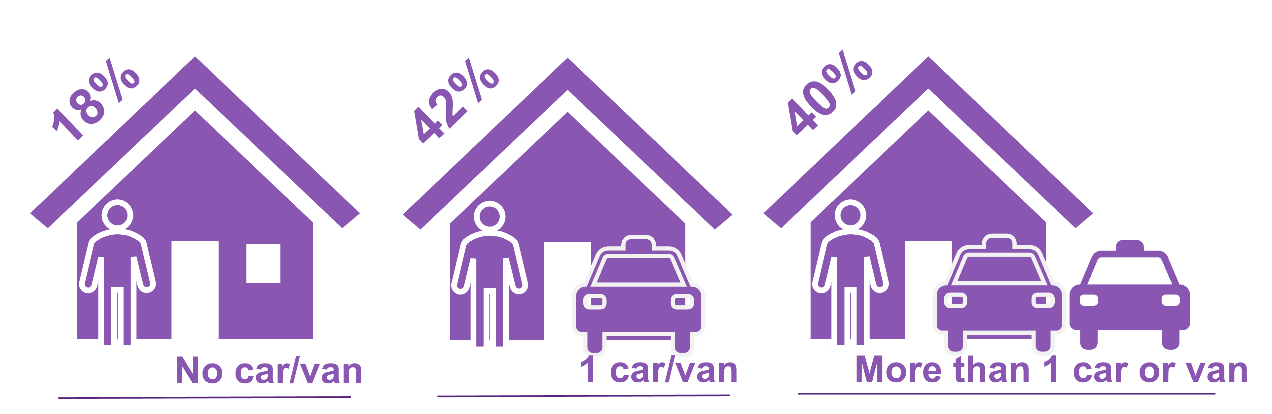 18%
No car/van
42%
1 car/van
40%
More than 1 car or van